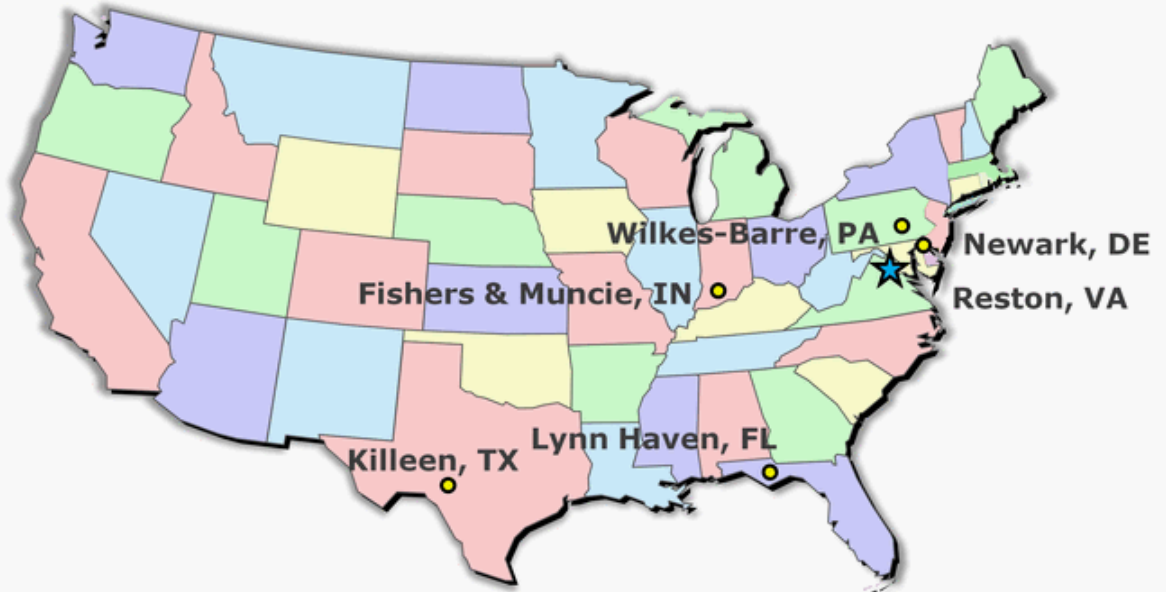 Wilkes-Barre, PA
Newark, DE
Fishers & Muncie, IN
Reston, VA
Lynn Haven, FL
Killeen, TX